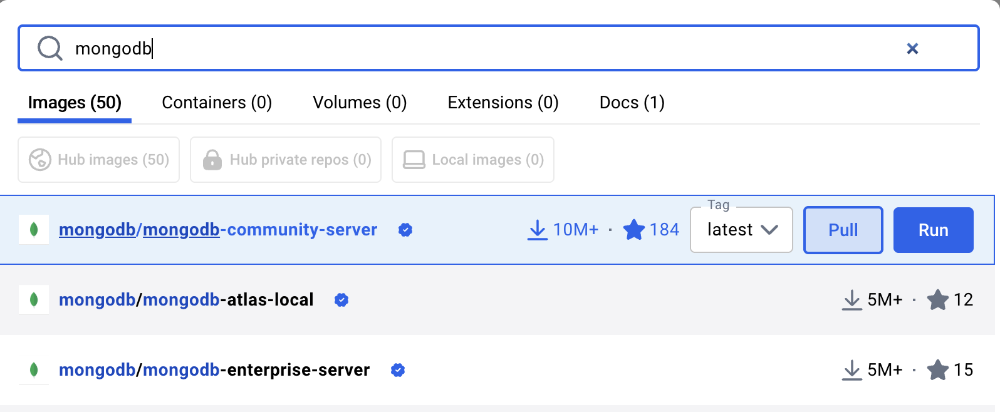 mongodb
Images (50) Containers (0) Volumes (0) Extensions (0) Docs (1)
Hub images (50) Hub private repos (0) Local images (0)
Tag
mongodb/mongodb-community-server 10M+ · 184 latest Pull Run
mongodb/mongodb-atlas-local 5M+ · 12
mongodb/mongodb-enterprise-server 5M+ · 15